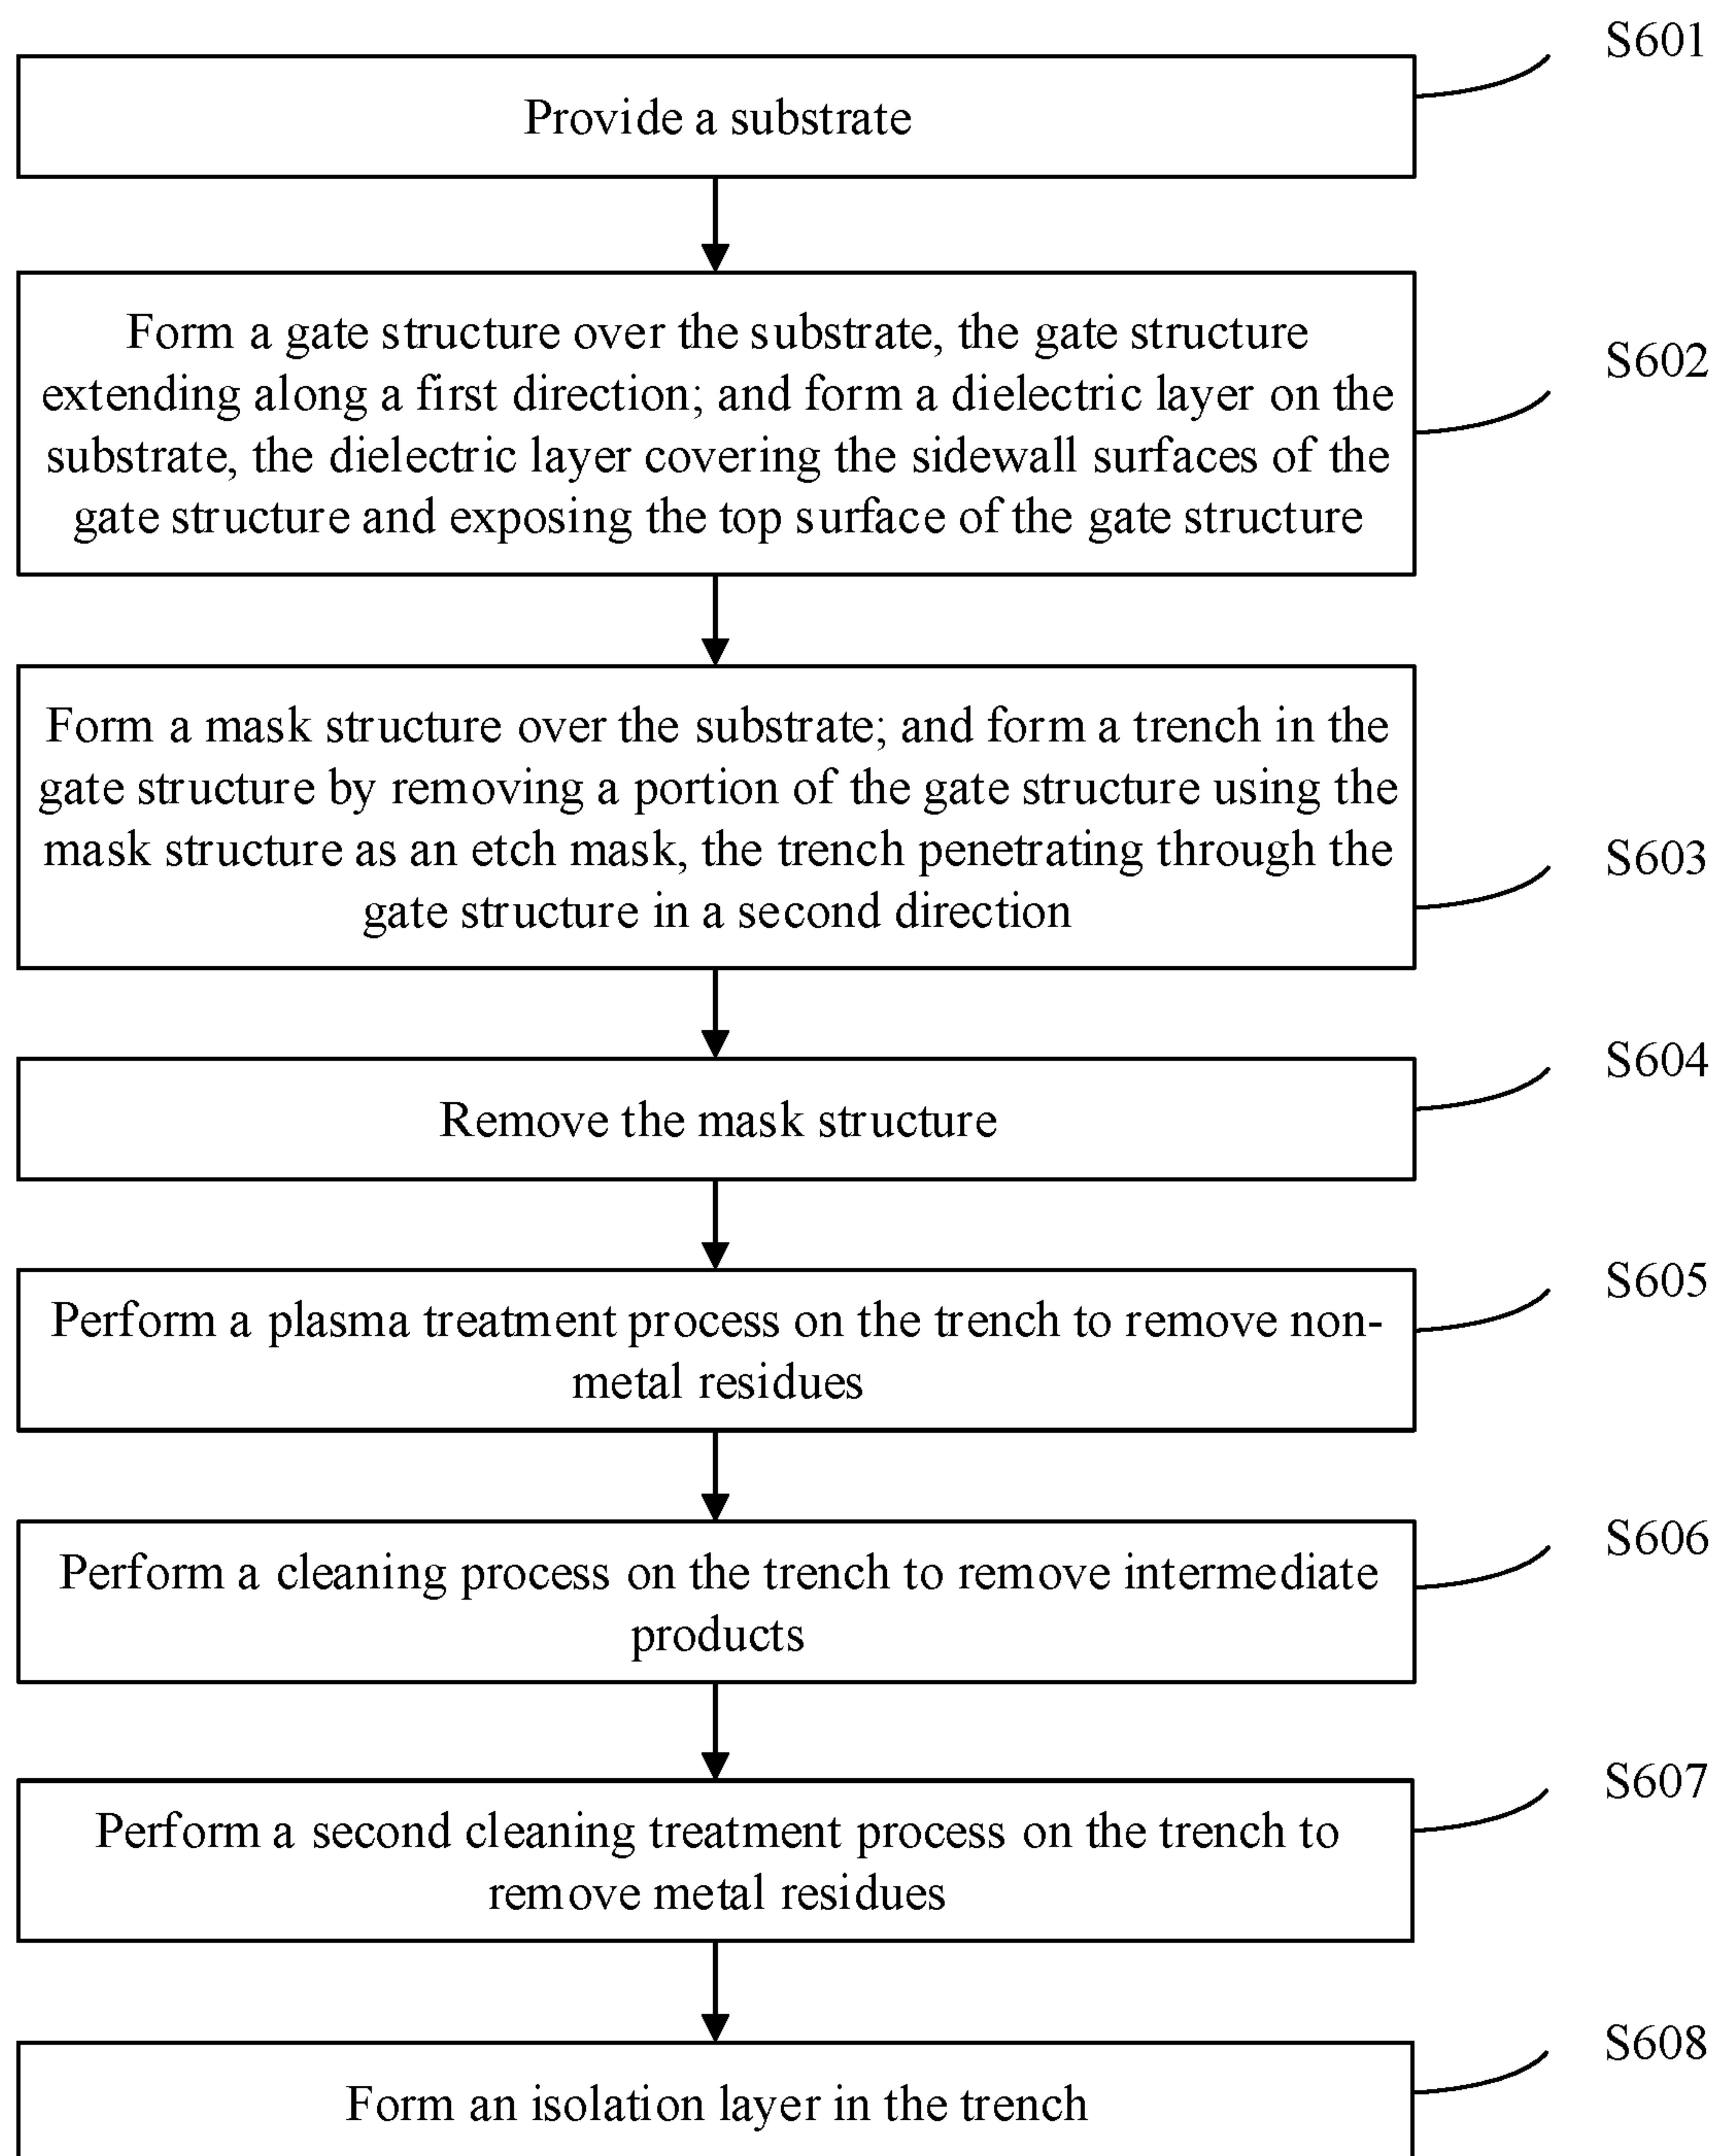 S601
Provide a substrate
Form a gate structure over the substrate, the gate structure
extending along a first direction; and form a dielectric layer on the
substrate, the dielectric layer covering the sidewall surfaces of the
gate structure and exposing the top surface of the gate structure
S602
Form a mask structure over the substrate; and form a trench in the
gate structure by removing a portion of the gate structure using the
mask structure as an etch mask, the trench penetrating through the
gate structure in a second direction
S603
Remove the mask structure
S604
Perform a plasma treatment process on the trench to remove non-
metal residues
S605
Perform a cleaning process on the trench to remove intermediate
products
S606
Perform a second cleaning treatment process on the trench to
remove metal residues
S607
Form an isolation layer in the trench
S608